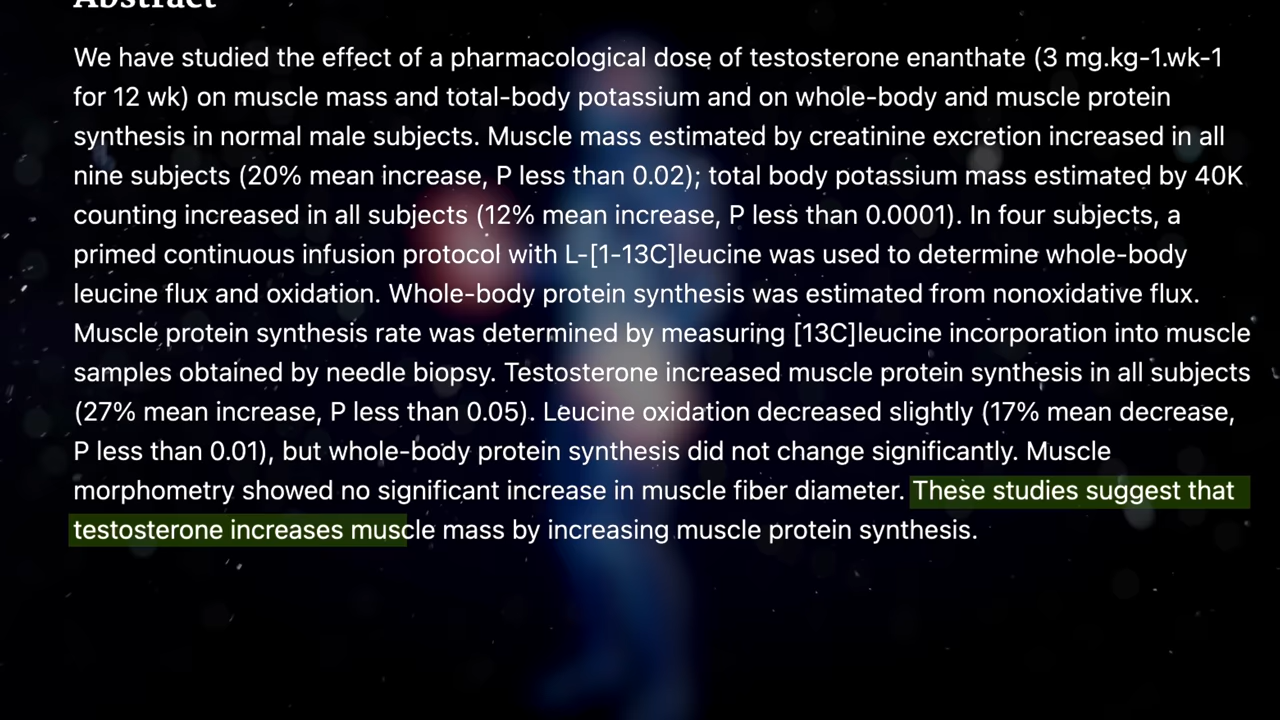 Abstract
We have studied the effect of a pharmacological dose of testosterone enanthate (3 mg.kg-1.wk-1
for 12 wk) on muscle mass and total-body potassium and on whole-body and muscle protein
synthesis in normal male subjects. Muscle mass estimated by creatinine excretion increased in all
nine subjects (20% mean increase, P less than 0.02); total body potassium mass estimated by 40K
counting increased in all subjects (12% mean increase, P less than 0.0001). In four subjects, a
primed continuous infusion protocol with L-[1-13C]leucine was used to determine whole-body
leucine flux and oxidation. Whole-body protein synthesis was estimated from nonoxidative flux.
Muscle protein synthesis rate was determined by measuring [13C]leucine incorporation into muscle
samples obtained by needle biopsy. Testosterone increased muscle protein synthesis in all subjects
(27% mean increase, P less than 0.05). Leucine oxidation decreased slightly (17% mean decrease,
P less than 0.01), but whole-body protein synthesis did not change significantly. Muscle
morphometry showed no significant increase in muscle fiber diameter. These studies suggest that
testosterone increases muscle mass by increasing muscle protein synthesis.